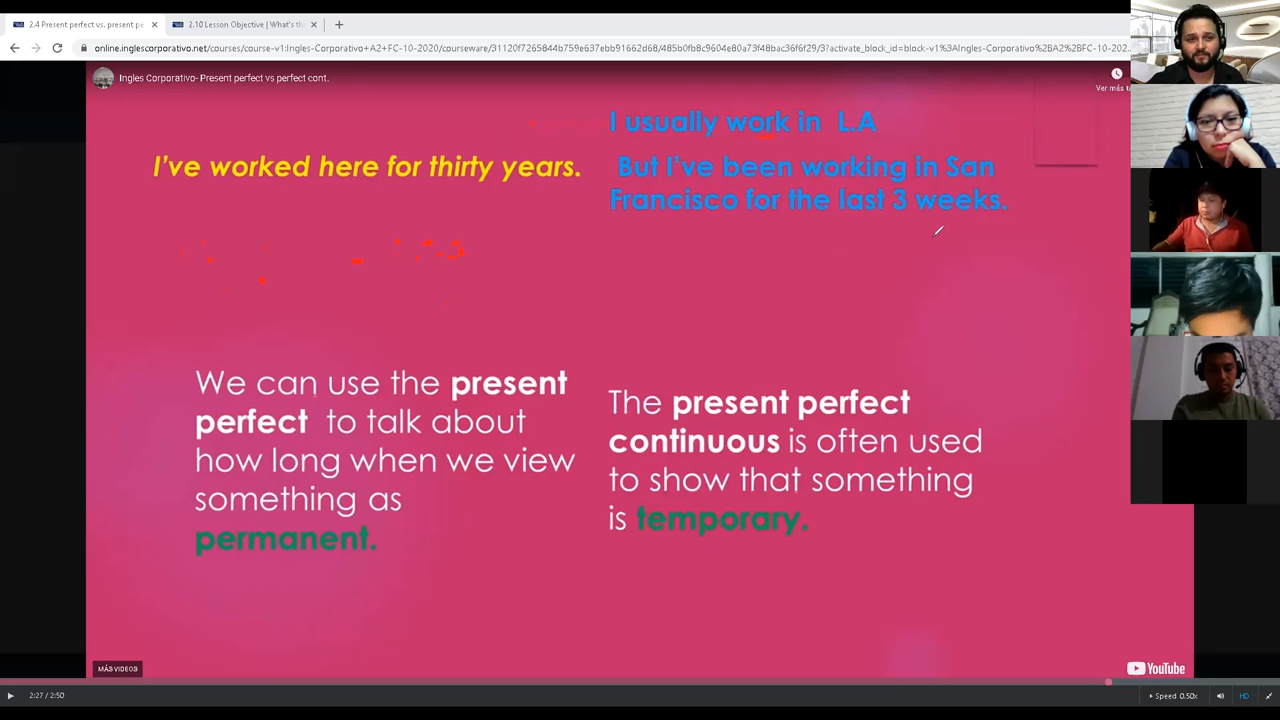 2.4 Present perfect vs. present pe
2.10 Lesson Objective | What's th
online.inglescorporativo.net/courses/course-v1:Ingles-Corporativo+A2+FC-10-2020/courseware/31120f7265844b759e637ebb91662d68/485b0fb8c9604e80a73f48bac36f6f29/3?activate_block_id=block-v1%3AIngles-Corporativo%2BA2%2BFC-10-202...
Ingles Corporativo- Present perfect vs perfect cont.
Ver más ta
I usually work in L.A
I've worked here for thirty years.
But I've been working in San
Francisco for the last 3 weeks.
We can use the present
perfect to talk about
how long when we view
something as
permanent.
The present perfect
continuous is often used
to show that something
is temporary.
MÁS VIDEOS
YouTube
2:27 / 2:50
Speed 0.50x
HD